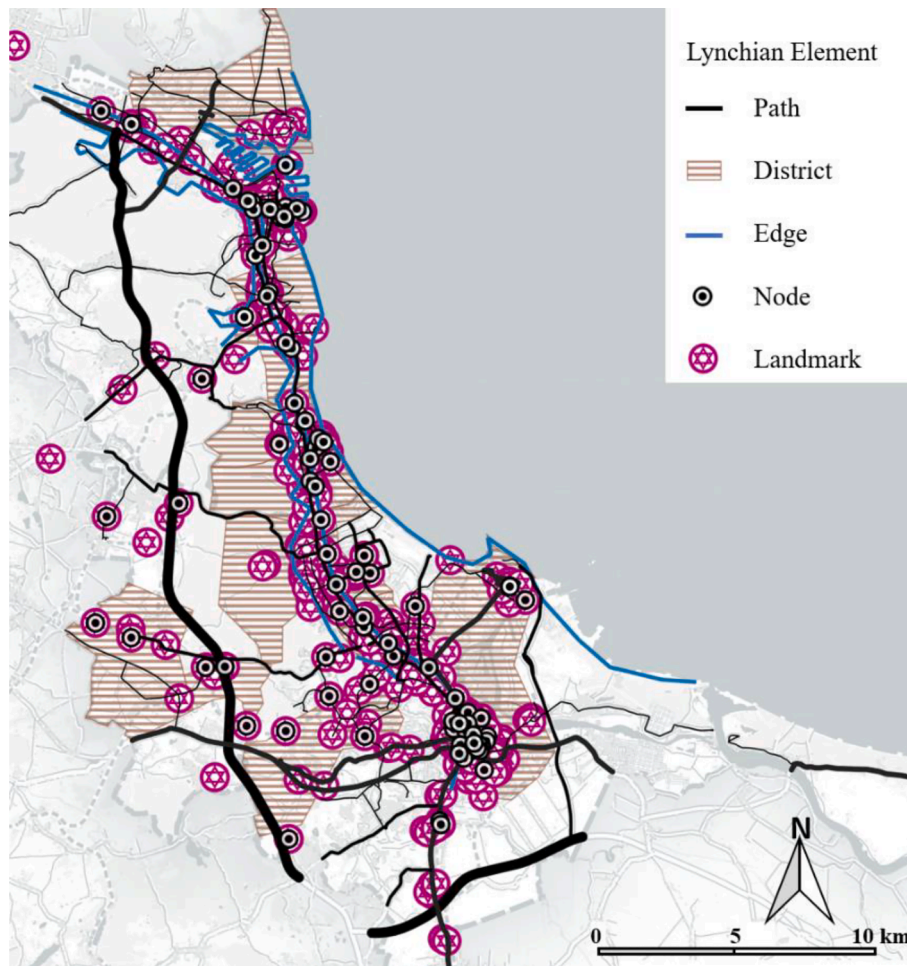 Lynchian Element
Path
District
Edge
Node
Landmark
N
0 5 10 km